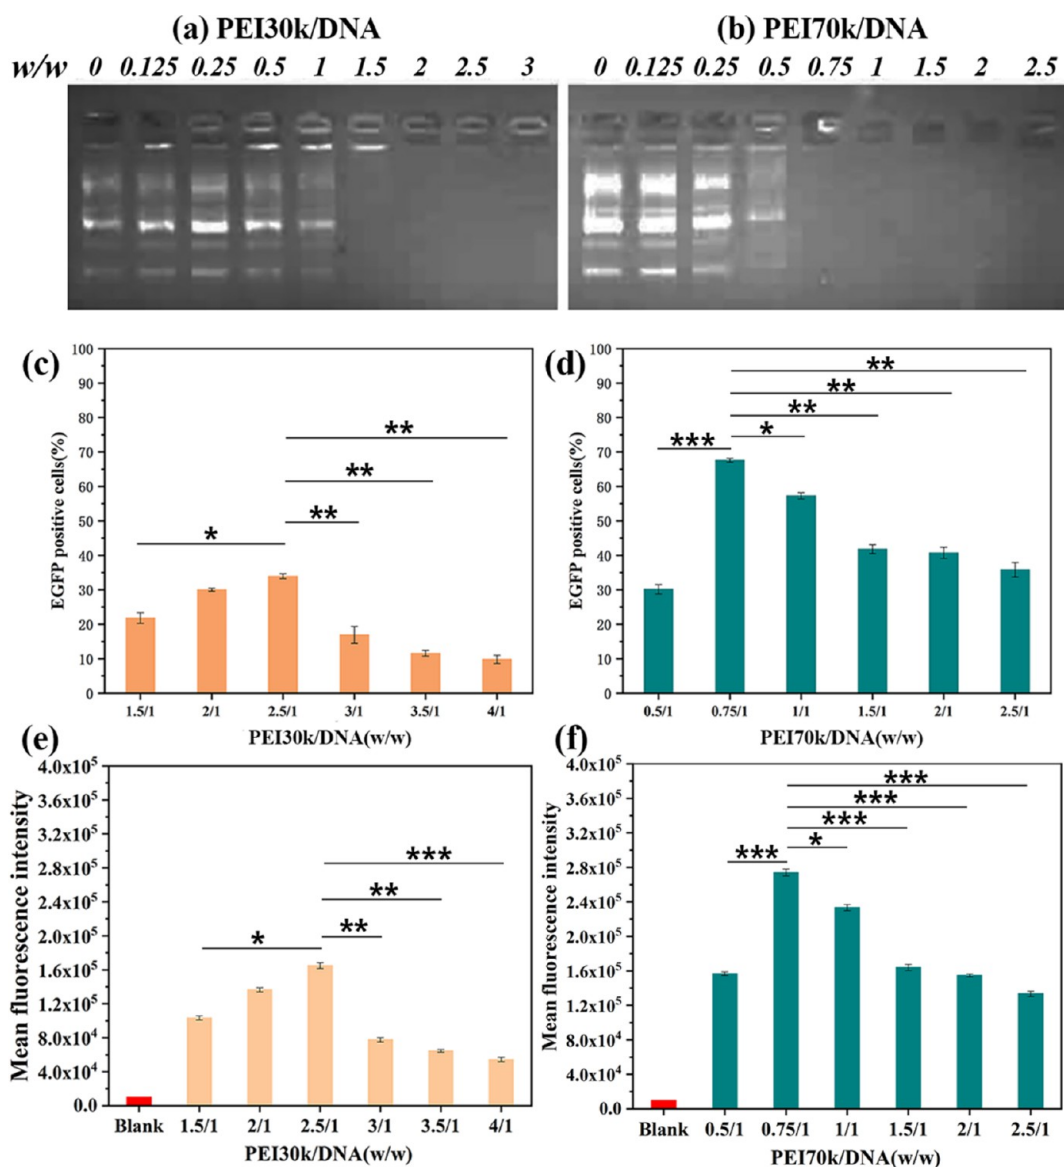 (a) PEI30k/DNA
(b) PEI70k/DNA
w/w 0 0.125 0.25 0.5 1 1.5 2 2.5 3
0 0.125 0.25 0.5 0.75 1 1.5 2 2.5
(c)
EGFP positive cells(%)
100
90
80
70
60
50
40
30
20
10
0
**
**
**
*
1.5/1 2/1 2.5/1 3/1 3.5/1 4/1
PEI30k/DNA(w/w)
(d)
EGFP positive cells(%)
100
90
80
70
60
50
40
30
20
10
0
**
**
**
*** *
0.5/1 0.75/1 1/1 1.5/1 2/1 2.5/1
PEI70k/DNA(w/w)
(e)
Mean fluorescence intensity
4.0x10⁵
3.6x10⁵
3.2x10⁵
2.8x10⁵
2.4x10⁵
2.0x10⁵
1.6x10⁵
1.2x10⁵
8.0x10⁴
4.0x10⁴
0.0
***
**
* **
Blank 1.5/1 2/1 2.5/1 3/1 3.5/1 4/1
PEI30k/DNA(w/w)
(f)
Mean fluorescence intensity
4.0x10⁵
3.6x10⁵
3.2x10⁵
2.8x10⁵
2.4x10⁵
2.0x10⁵
1.6x10⁵
1.2x10⁵
8.0x10⁴
4.0x10⁴
0.0
***
***
***
*** *
Blank 0.5/1 0.75/1 1/1 1.5/1 2/1 2.5/1
PEI70k/DNA(w/w)